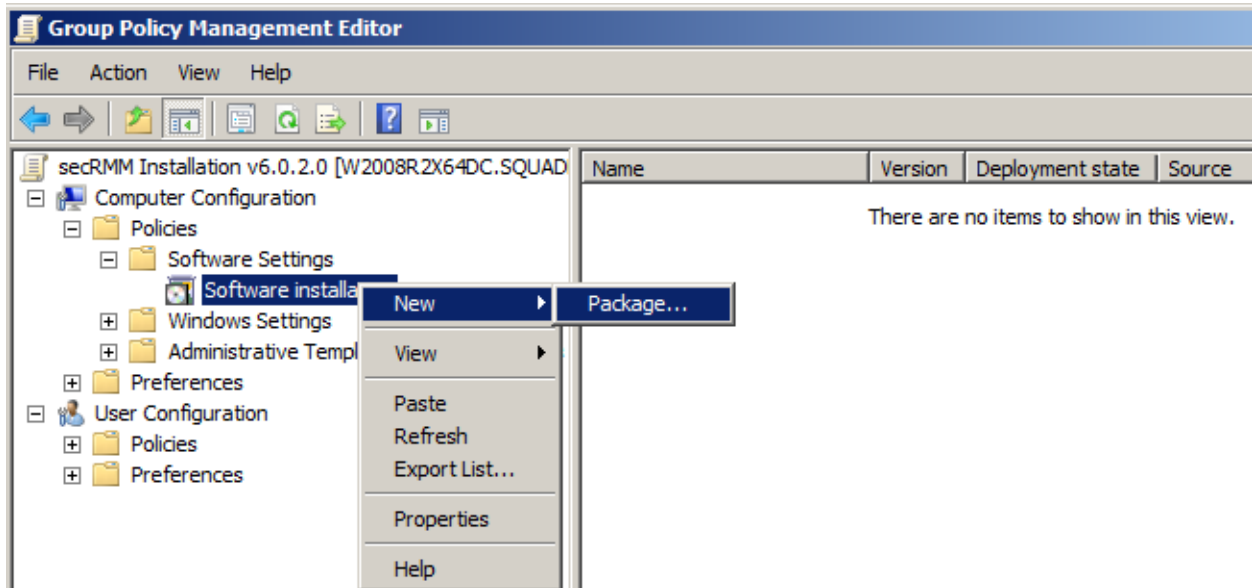 Group Policy Management Editor
File Action View Help
secRMM Installation v6.0.2.0 [W2008R2X64DC.SQUAD
Name Version Deployment state Source
Computer Configuration
There are no items to show in this view.
Policies
Software Settings
Software installa
New Package...
Windows Settings
Administrative Templ
View
Preferences
Paste
User Configuration
Refresh
Policies
Export List...
Preferences
Properties
Help